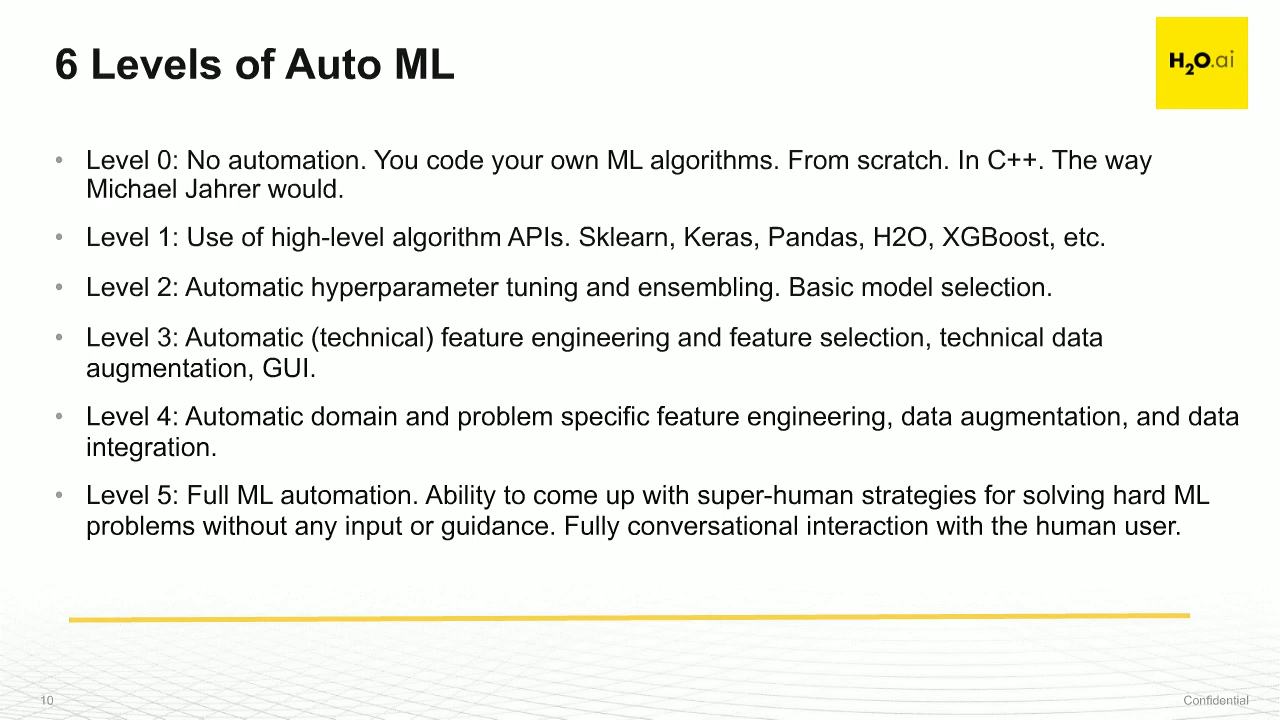 6 Levels of Auto ML
H2O.ai
• Level 0: No automation. You code your own ML algorithms. From scratch. In C++. The way
Michael Jahrer would.
• Level 1: Use of high-level algorithm APIs. Sklearn, Keras, Pandas, H2O, XGBoost, etc.
• Level 2: Automatic hyperparameter tuning and ensembling. Basic model selection.
• Level 3: Automatic (technical) feature engineering and feature selection, technical data
augmentation, GUI.
• Level 4: Automatic domain and problem specific feature engineering, data augmentation, and data
integration.
• Level 5: Full ML automation. Ability to come up with super-human strategies for solving hard ML
problems without any input or guidance. Fully conversational interaction with the human user.
10
Confidential